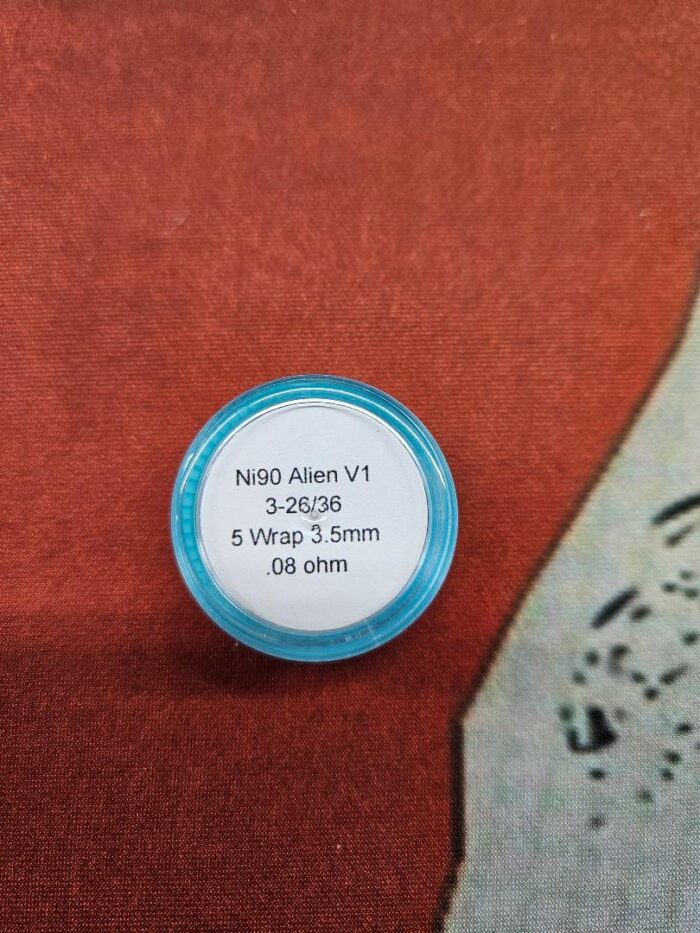 Ni90 Alien V1
3-26/36
5 Wrap 3.5mm
.08 ohm